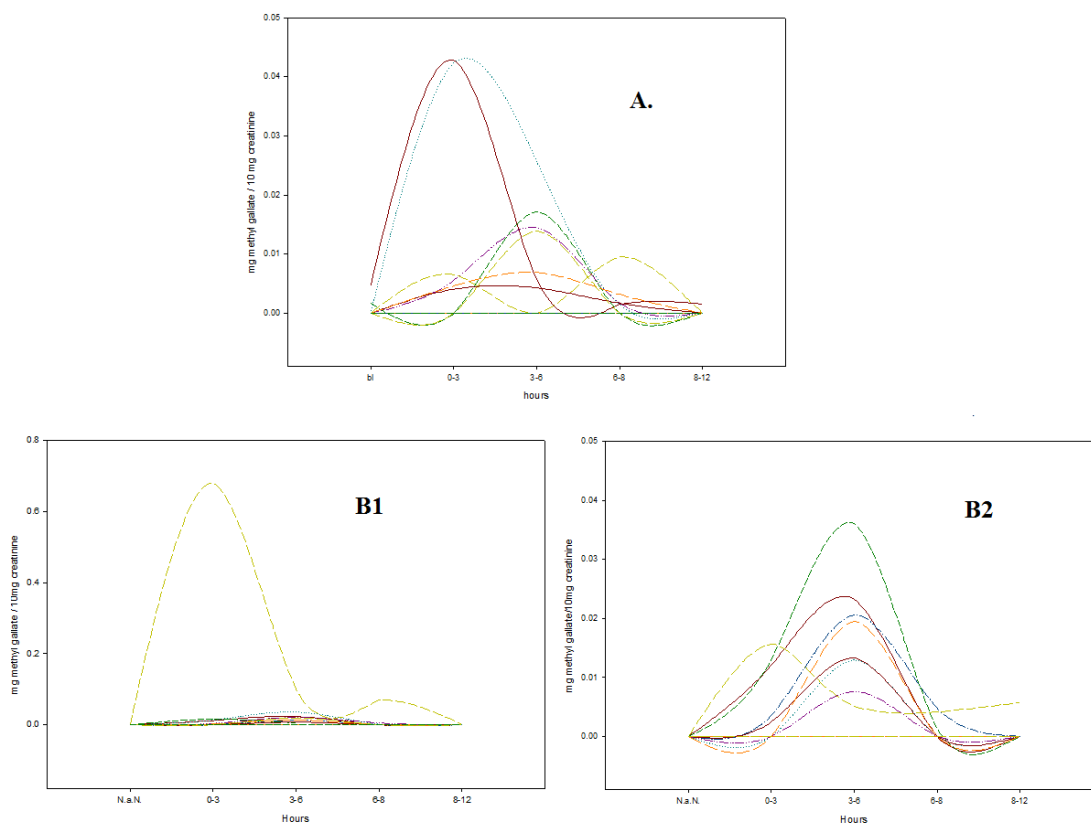 0.05
0.04
0.03
0.02
0.01
0.00
mg methyl gallate / 10 mg creatinine
A.
bl
0-3
3-6
6-8
8-12
hours
0.8
0.6
0.4
0.2
0.0
mg methyl gallate / 10mg creatinine
B1
N.a.N.
0-3
3-6
6-8
8-12
Hours
0.05
0.04
0.03
0.02
0.01
0.00
mg methyl gallate/10mg creatinine
B2
N.a.N.
0-3
3-6
6-8
8-12
Hours